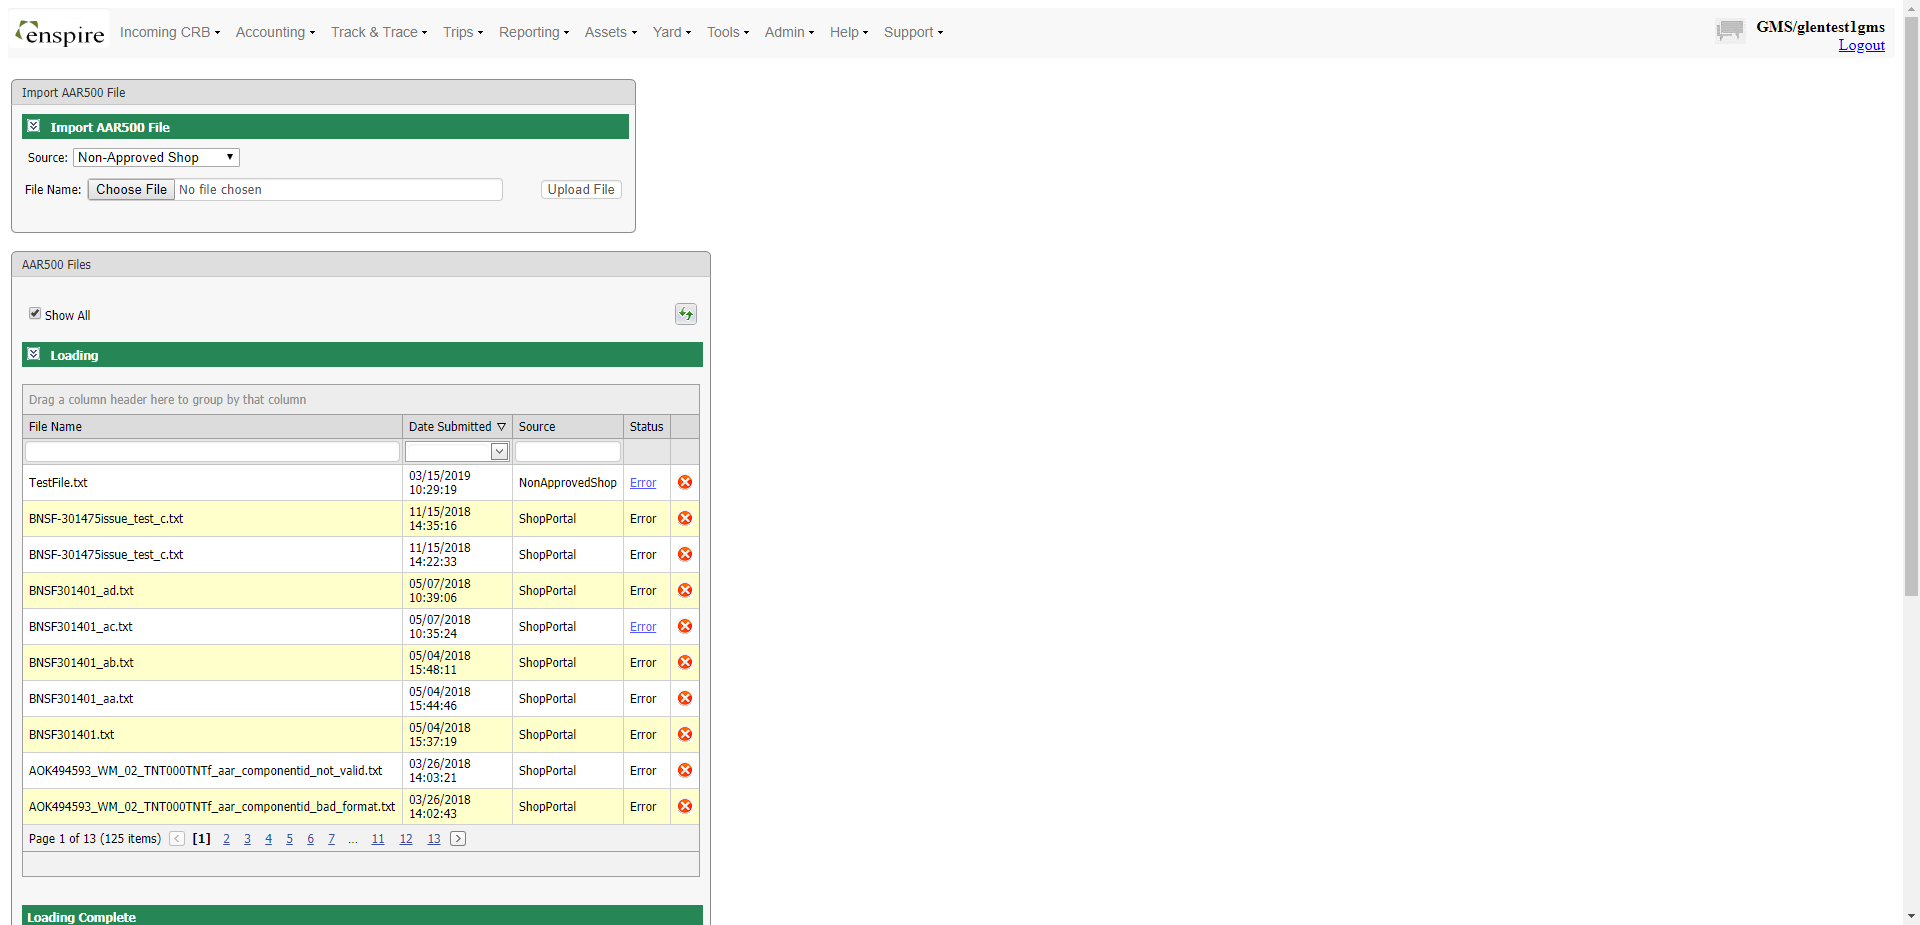 enspire Incoming CRB Accounting Track & Trace Trips Reporting Assets Yard Tools Admin Help Support GMS/glentest1gms
Logout
Import AAR500 File
Import AAR500 File
Source: Non-Approved Shop
File Name: Choose File No file chosen Upload File
AAR500 Files
Show All
Loading
Drag a column header here to group by that column
File Name Date Submitted Source Status
TestFile.txt 03/15/2019 10:29:19 NonApprovedShop Error
BNSF-301475issue_test_c.txt 11/15/2018 14:35:16 ShopPortal Error
BNSF-301475issue_test_c.txt 11/15/2018 14:22:33 ShopPortal Error
BNSF301401_ad.txt 05/07/2018 10:39:06 ShopPortal Error
BNSF301401_ac.txt 05/07/2018 10:35:24 ShopPortal Error
BNSF301401_ab.txt 05/04/2018 15:48:11 ShopPortal Error
BNSF301401_aa.txt 05/04/2018 15:44:46 ShopPortal Error
BNSF301401.txt 05/04/2018 15:37:19 ShopPortal Error
AOK494593_WM_02_TNT000TNTf_aar_componentid_not_valid.txt 03/26/2018 14:03:21 ShopPortal Error
AOK494593_WM_02_TNT000TNTf_aar_componentid_bad_format.txt 03/26/2018 14:02:43 ShopPortal Error
Page 1 of 13 (125 items) [1] 2 3 4 5 6 7 ... 11 12 13
Loading Complete